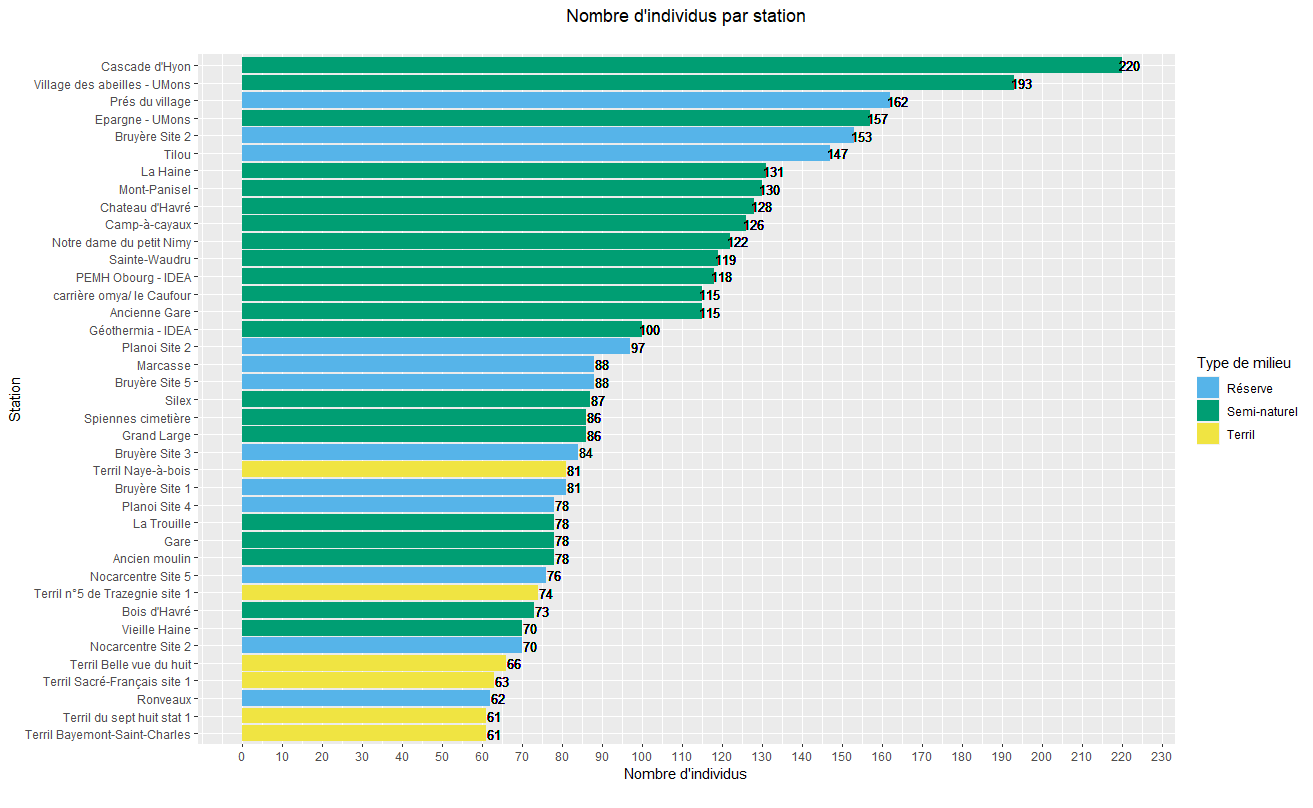 Nombre d'individus par station
Station
Cascade d'Hyon 220
Village des abeilles - UMons 193
Prés du village 162
Epargne - UMons 157
Bruyère Site 2 153
Tilou 147
La Haine 131
Mont-Panisel 130
Chateau d'Havré 128
Camp-à-cayaux 126
Notre dame du petit Nimy 122
Sainte-Waudru 119
PEMH Obourg - IDEA 118
carrière omya/ le Caufour 115
Ancienne Gare 115
Géothermia - IDEA 100
Planoi Site 2 97
Marcasse 88
Bruyère Site 5 88
Silex 87
Spiennes cimetière 86
Grand Large 86
Bruyère Site 3 84
Terril Naye-à-bois 81
Bruyère Site 1 81
Planoi Site 4 78
La Trouille 78
Gare 78
Ancien moulin 78
Nocarcentre Site 5 76
Terril n°5 de Trazegnie site 1 74
Bois d'Havré 73
Vieille Haine 70
Nocarcentre Site 2 70
Terril Belle vue du huit 66
Terril Sacré-Français site 1 63
Ronveaux 62
Terril du sept huit stat 1 61
Terril Bayemont-Saint-Charles 61
0 10 20 30 40 50 60 70 80 90 100 110 120 130 140 150 160 170 180 190 200 210 220 230
Nombre d'individus
Type de milieu
Réserve
Semi-naturel
Terril